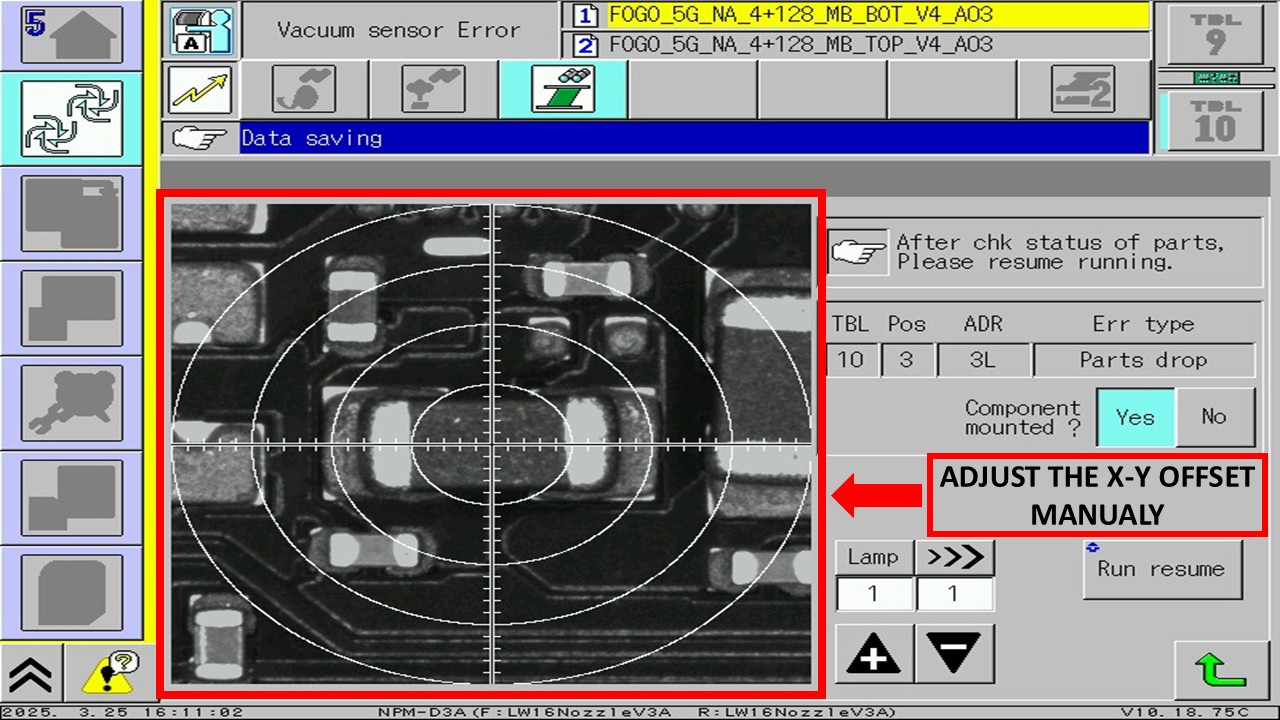 5
A
Vacuum sensor Error
1 FOGO_5G_NA_4+128_MB_BOT_V4_AO3
2 FOGO_5G_NA_4+128_MB_TOP_V4_AO3
TBL
9
2
TBL
10
Data saving
After chk status of parts,
Please resume running.
TBL Pos ADR Err type
10 3 3L Parts drop
Component
mounted ?
Yes No
ADJUST THE X-Y OFFSET
MANUALY
Lamp >>>
1 1
Run resume
+ −
?
!
2025. 3.25 16:11:02 NPM-D3A(F:LW16NozzleV3A R:LW16NozzleV3A) V10.18.75C